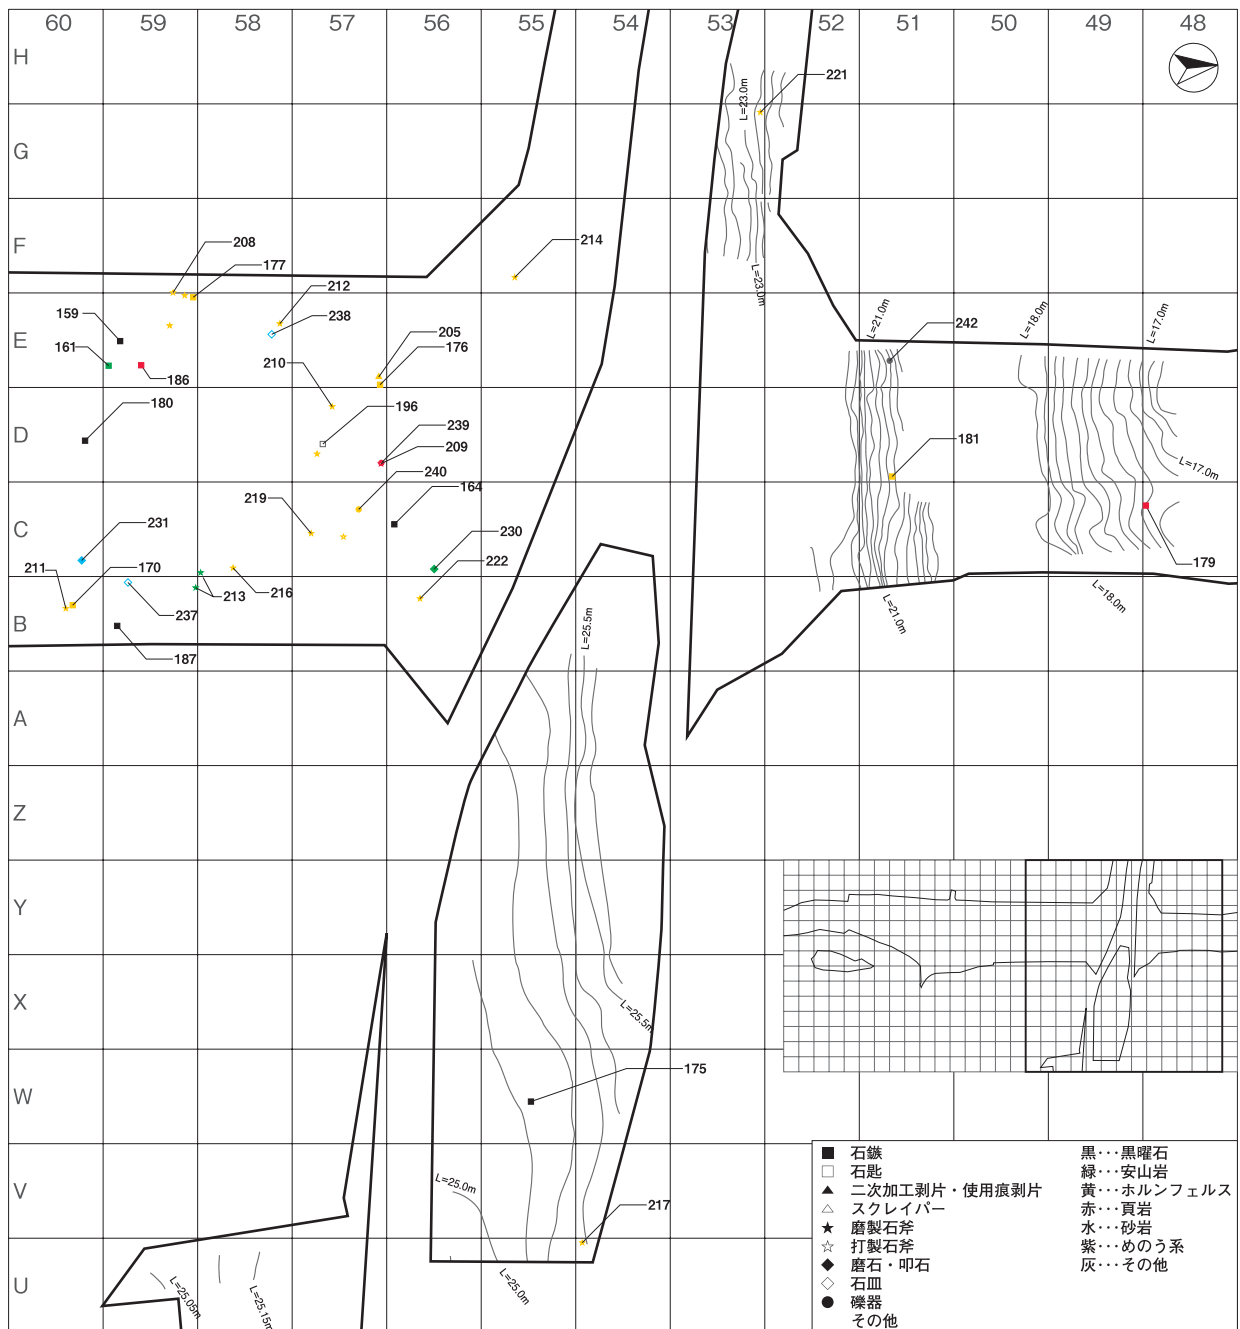 60 59 58 57 56 55 54 53 52 51 50 49 48
H
G
F
E
D
C
B
A
Z
Y
X
W
V
U
221
L=23.0m
L=23.0m
208
177
214
212
238
159
161
186
205
176
210
180
196
239
209
240
164
219
231
230
222
211
170
213
216
237
187
L=21.0m
242
L=18.0m
L=17.0m
181
L=17.0m
179
L=21.0m
L=18.0m
L=25.5m
L=25.5m
175
L=25.0m
217
L=25.0m
L=25.05m
L=25.15m
■ 石鏃
□ 石匙
▲ 二次加工剥片・使用痕剥片
△ スクレイパー
★ 磨製石斧
☆ 打製石斧
◆ 磨石・叩石
◇ 石皿
● 礫器
その他
黒･･･黒曜石
緑･･･安山岩
黄･･･ホルンフェルス
赤･･･頁岩
水･･･砂岩
紫･･･めのう系
灰･･･その他